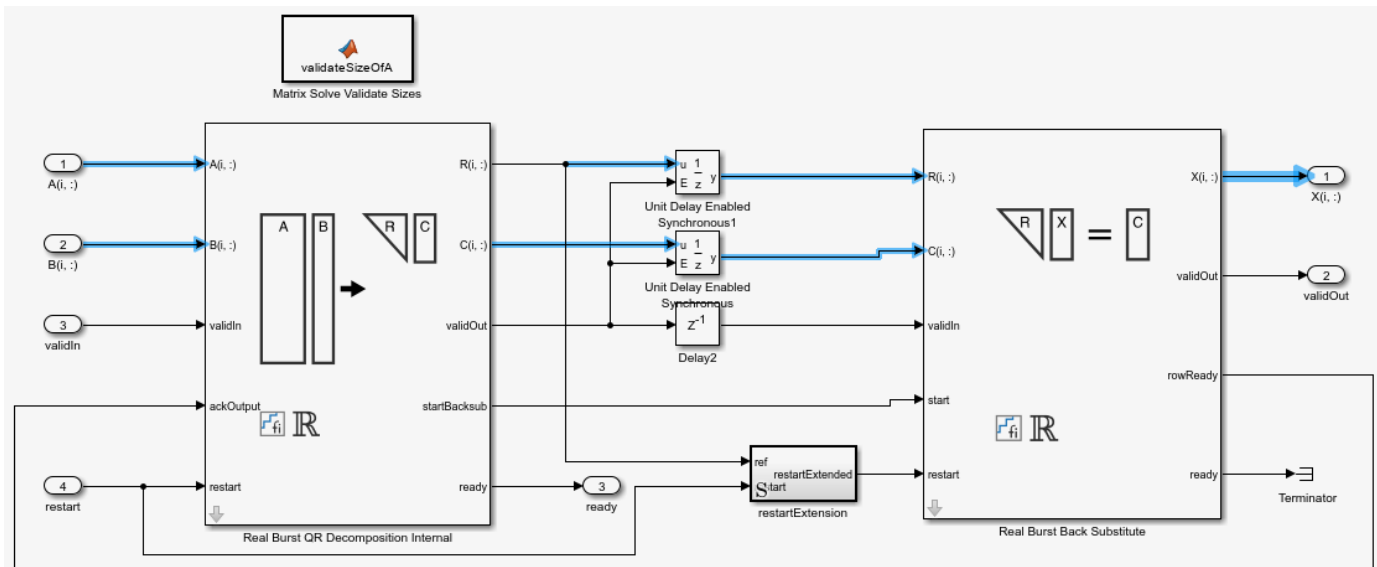 validateSizeOfA
Matrix Solve Validate Sizes
1
A(i, :)
2
B(i, :)
3
validIn
4
restart
A(i, :)
B(i, :)
validIn
ackOutput
restart
A
B
R
C
fi
ℝ
R(i, :)
C(i, :)
validOut
startBacksub
ready
Real Burst QR Decomposition Internal
3
ready
u
E
1
z
y
Unit Delay Enabled
Synchronous1
u
E
1
z
y
Unit Delay Enabled
Synchronous
z-1
Delay2
ref
restartExtended
S
start
restartExtension
R(i, :)
C(i, :)
validIn
start
restart
R
X
=
C
fi
ℝ
X(i, :)
validOut
rowReady
ready
Real Burst Back Substitute
1
X(i, :)
2
validOut
Terminator